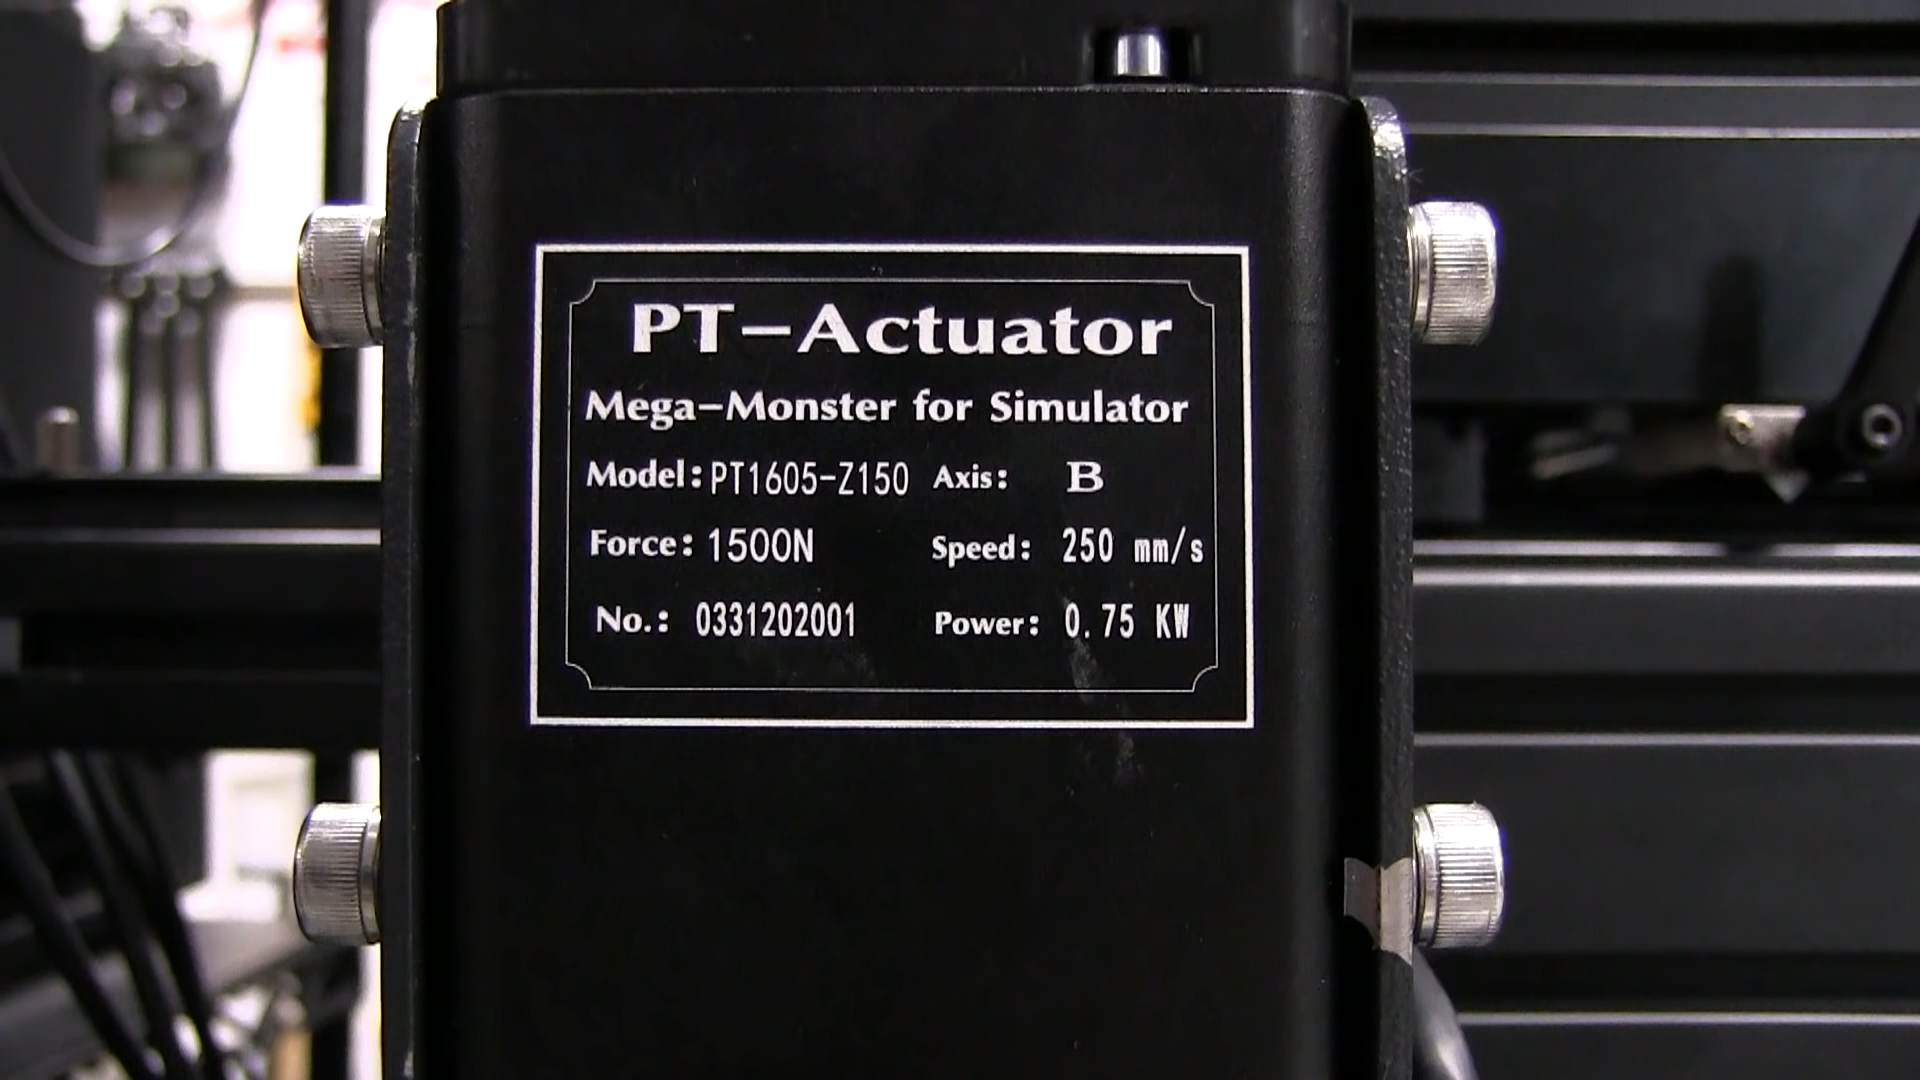 PT-Actuator
Mega-Monster for Simulator
Model: PT1605-Z150 Axis: B
Force: 1500N Speed: 250 mm/s
No.: 0331202001 Power: 0.75 KW